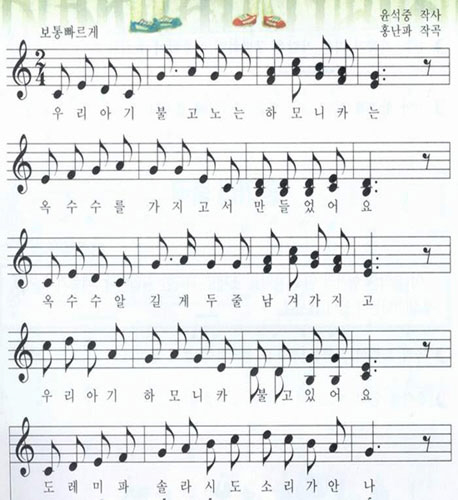 윤석중 작사
보통빠르게 홍난파 작곡
2
4
우리아기 불고노는 하모니카는
옥수수를 가지고서 만들었어요
옥수수알 길게두줄 남겨가지고
우리아기 하모니카 불고있어요
도레미파 솔라시도 소리가안나